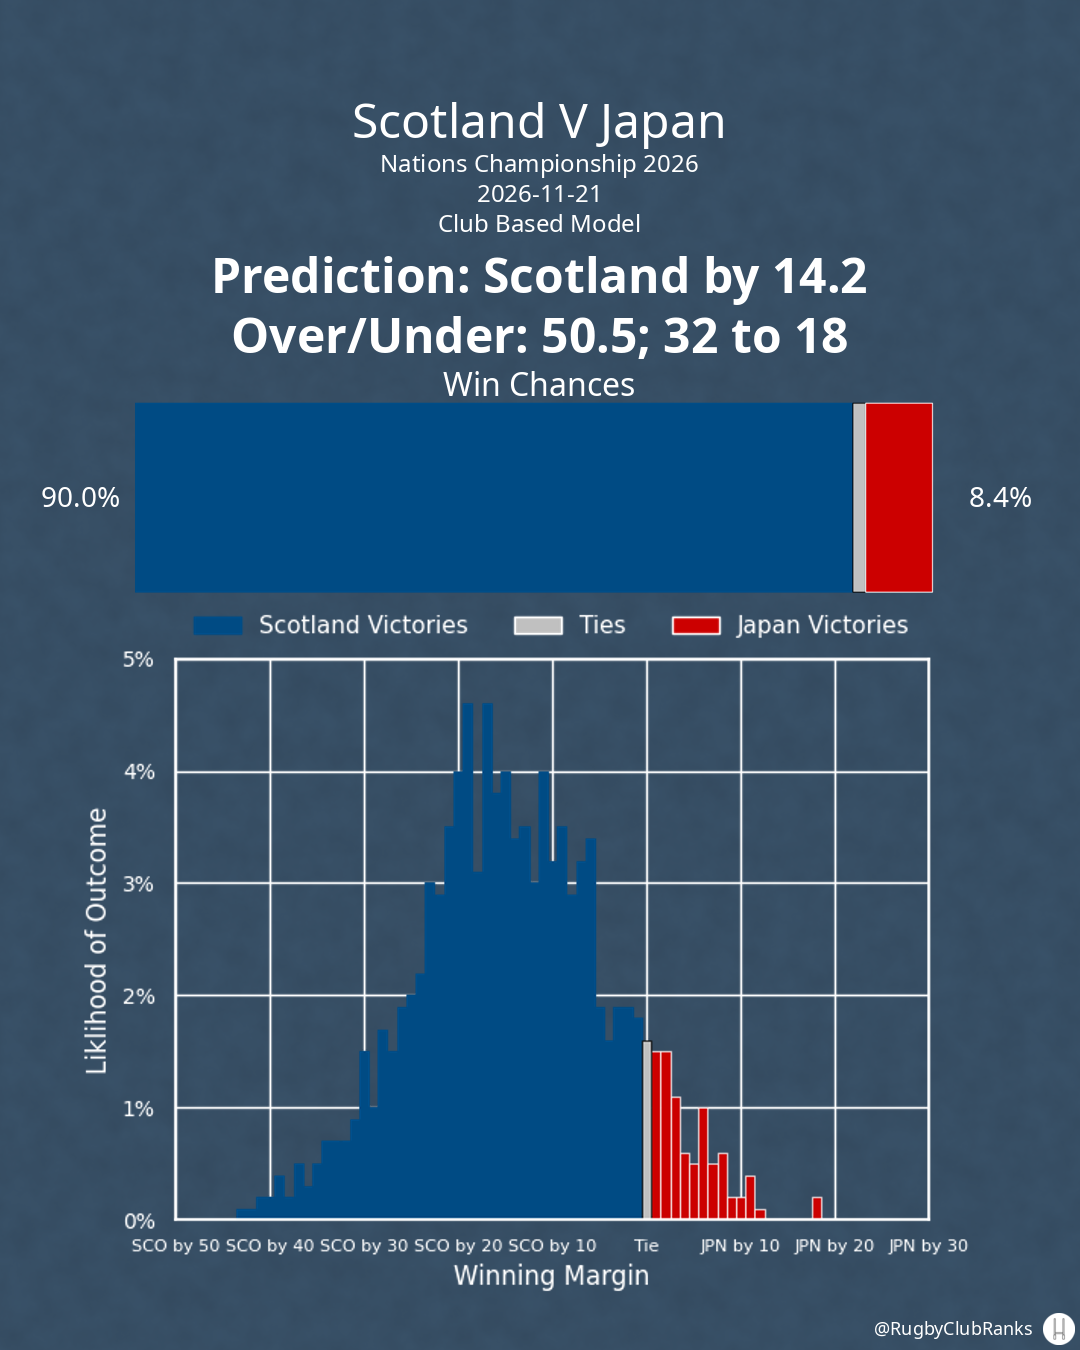 Scotland V Japan
Nations Championship 2026
2026-11-21
Club Based Model
Prediction: Scotland by 14.2
Over/Under: 50.5; 32 to 18
Win Chances
90.0%
8.4%
Scotland Victories
Ties
Japan Victories
5%
4%
3%
2%
1%
0%
Liklihood of Outcome
SCO by 50 SCO by 40 SCO by 30 SCO by 20 SCO by 10 Tie JPN by 10 JPN by 20 JPN by 30
Winning Margin
@RugbyClubRanks